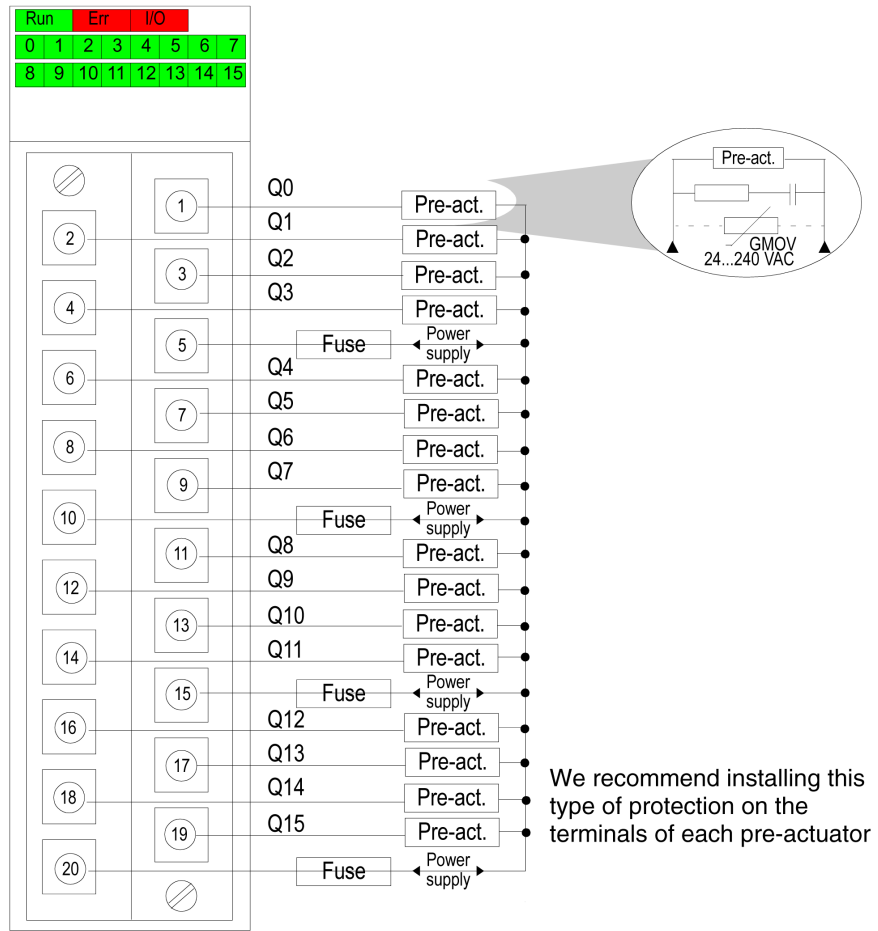 Run Err I/O
0 1 2 3 4 5 6 7
8 9 10 11 12 13 14 15
Pre-act.
GMOV
24...240 VAC
1 Q0 Pre-act.
2 Q1 Pre-act.
3 Q2 Pre-act.
4 Q3 Pre-act.
5 Fuse Power supply
6 Q4 Pre-act.
7 Q5 Pre-act.
8 Q6 Pre-act.
9 Q7 Pre-act.
10 Fuse Power supply
11 Q8 Pre-act.
12 Q9 Pre-act.
13 Q10 Pre-act.
14 Q11 Pre-act.
15 Fuse Power supply
16 Q12 Pre-act.
17 Q13 Pre-act.
18 Q14 Pre-act.
19 Q15 Pre-act.
20 Fuse Power supply
We recommend installing this
type of protection on the
terminals of each pre-actuator